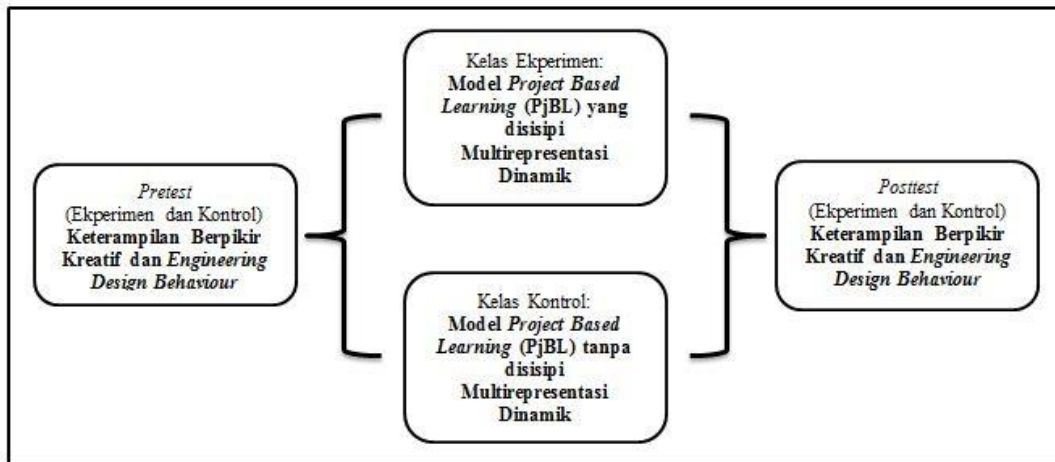 Pretest
(Ekperimen dan Kontrol)
Keterampilan Berpikir
Kreatif dan Engineering
Design Behaviour
Kelas Ekperimen:
Model Project Based
Learning (PjBL) yang
disisipi
Multirepresentasi
Dinamik
Kelas Kontrol:
Model Project Based
Learning (PjBL) tanpa
disisipi
Multirepresentasi
Dinamik
Posttest
(Ekperimen dan Kontrol)
Keterampilan Berpikir
Kreatif dan Engineering
Design Behaviour